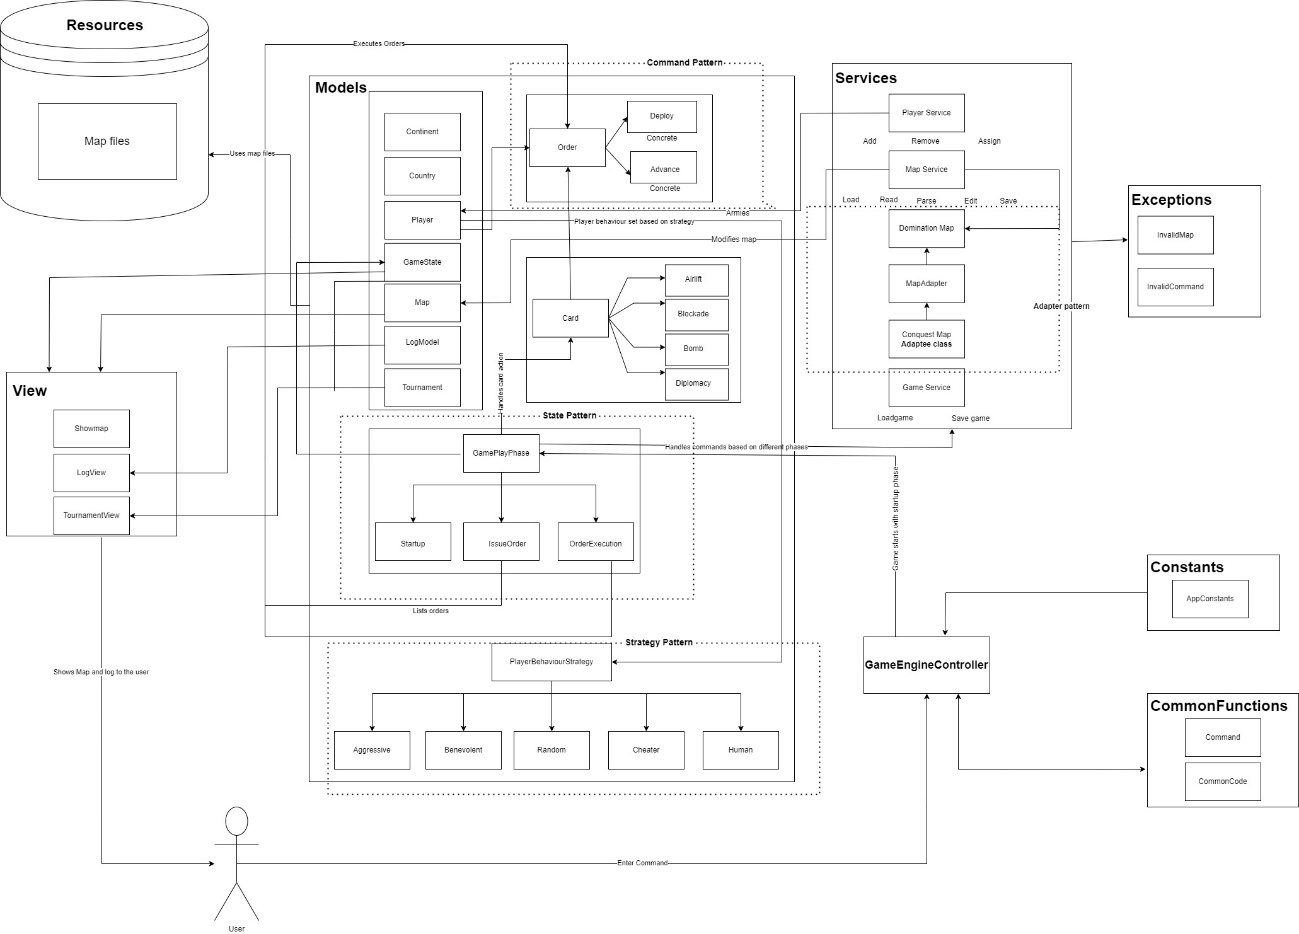 Resources
Map files
Uses map files
Executes Orders
Models
Continent
Country
Player
GameState
Map
LogModel
Tournament
Command Pattern
Order
Deploy
Concrete
Advance
Concrete
Armies
Player behaviour set based on strategy
Modifies map
Card
Airlift
Blockade
Bomb
Diplomacy
Handles card action
State Pattern
GamePlayPhase
Handles commands based on different phases
Startup
IssueOrder
OrderExecution
Lists orders
Strategy Pattern
PlayerBehaviourStrategy
Aggressive
Benevolent
Random
Cheater
Human
Services
Player Service
Add Remove Assign
Map Service
Load Read Parse Edit Save
Domination Map
MapAdapter
Adapter pattern
Conquest Map
Adaptee class
Game Service
Loadgame Save game
Exceptions
InvalidMap
InvalidCommand
View
Showmap
LogView
TournamentView
Shows Map and log to the user
Game starts with startup phase
Constants
AppConstants
GameEngineController
CommonFunctions
Command
CommonCode
Enter Command
User